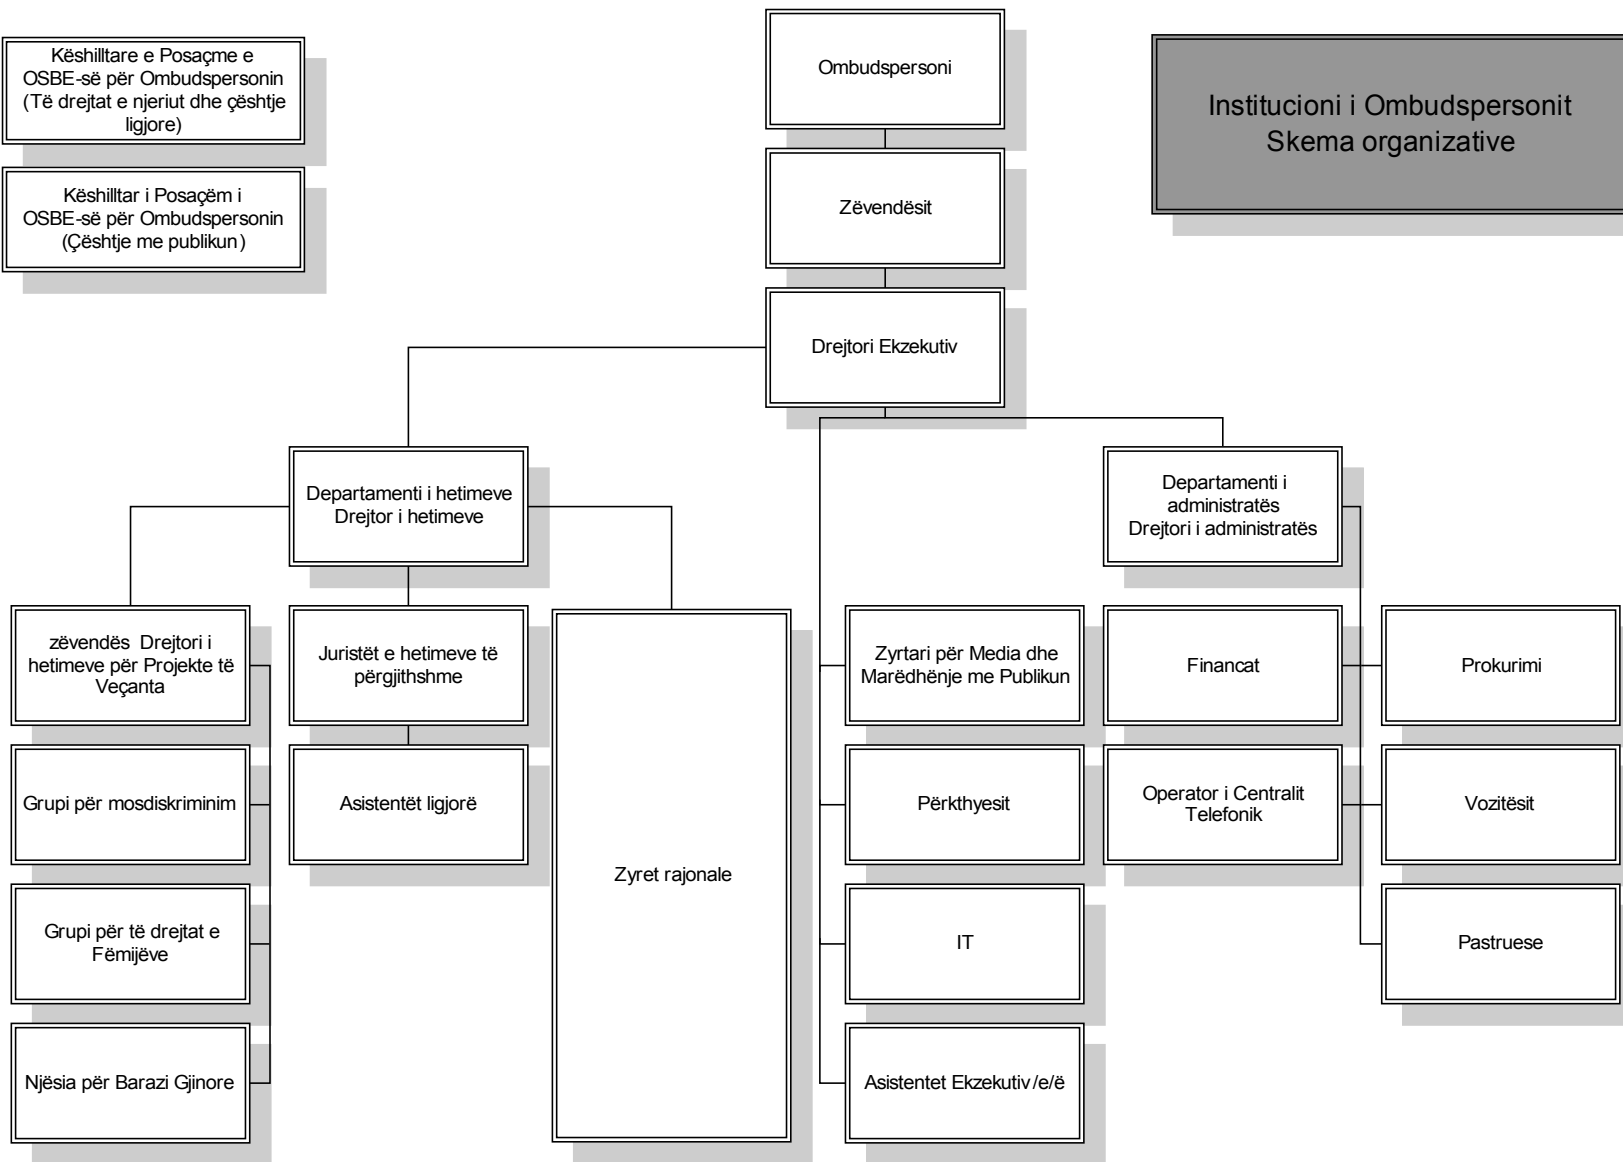 Këshilltare e Posaçme e
OSBE-së për Ombudspersonin
(Të drejtat e njeriut dhe çështje
ligjore)
Këshilltar i Posaçëm i
OSBE-së për Ombudspersonin
(Çështje me publikun)
Ombudspersoni
Institucioni i Ombudspersonit
Skema organizative
Zëvendësit
Drejtori Ekzekutiv
Departamenti i hetimeve
Drejtor i hetimeve
Departamenti i
administratës
Drejtori i administratës
zëvendës Drejtori i
hetimeve për Projekte të
Veçanta
Juristët e hetimeve të
përgjithshme
Zyrtari për Media dhe
Marëdhënje me Publikun
Financat
Prokurimi
Grupi për mosdiskriminim
Asistentët ligjorë
Zyret rajonale
Përkthyesit
Operator i Centralit
Telefonik
Vozitësit
Grupi për të drejtat e
Fëmijëve
IT
Pastruese
Njësia për Barazi Gjinore
Asistentet Ekzekutiv/e/ë